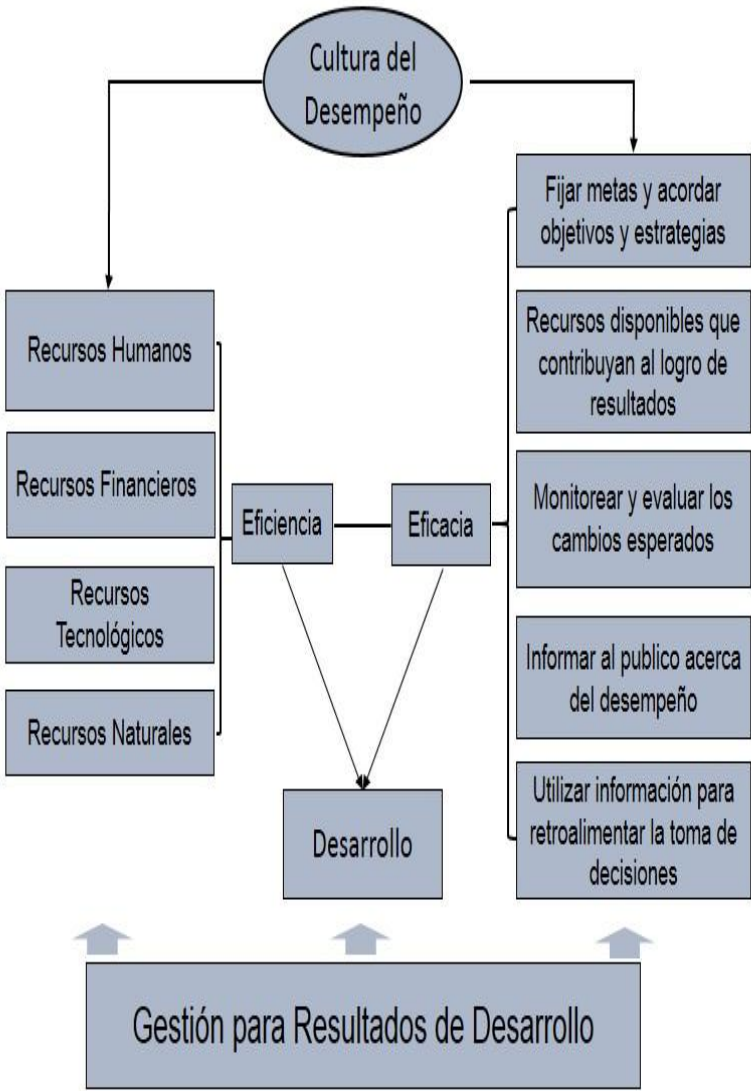 Cultura del
Desempeño
Fijar metas y acordar
objetivos y estrategias
Recursos Humanos
Recursos disponibles que
contribuyan al logro de
resultados
Recursos Financieros
Eficiencia
Eficacia
Monitorear y evaluar los
cambios esperados
Recursos
Tecnológicos
Informar al publico acerca
del desempeño
Recursos Naturales
Desarrollo
Utilizar información para
retroalimentar la toma de
decisiones
Gestión para Resultados de Desarrollo